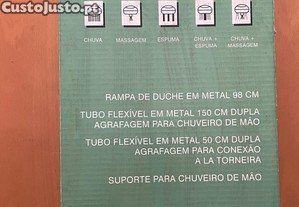 CustoJusto.pt
CHUVA
MASSAGEM
ESPUMA
CHUVA +
ESPUMA
CHUVA +
MASSAGEM
RAMPA DE DUCHE EM METAL 98 CM
TUBO FLEXÍVEL EM METAL 150 CM DUPLA
AGRAFAGEM PARA CHUVEIRO DE MÃO
TUBO FLEXÍVEL EM METAL 50 CM DUPLA
AGRAFAGEM PARA CONEXÃO
A LA TORNEIRA
SUPORTE PARA CHUVEIRO DE MÃO